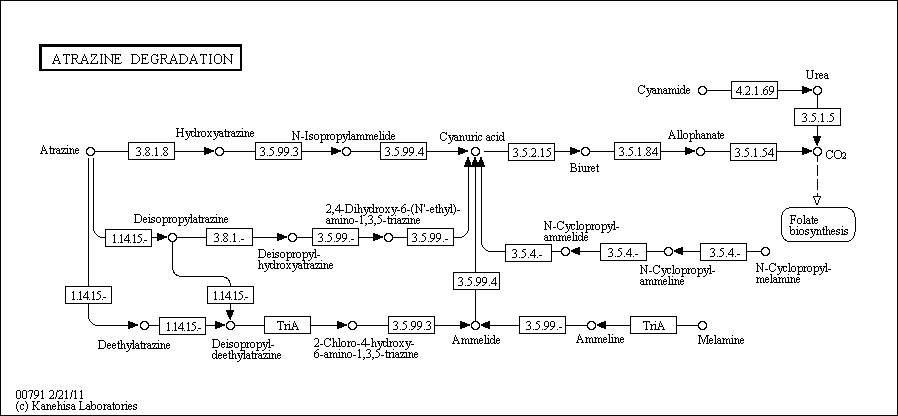 ATRAZINE DEGRADATION
Urea
Cyanamide
4.2.1.69
3.5.1.5
Hydroxyatrazine
N-Isopropylammelide
Cyanuric acid
Allophanate
Atrazine
3.8.1.8
3.5.99.3
3.5.99.4
3.5.2.15
3.5.1.84
3.5.1.54
CO2
Biuret
2,4-Dihydroxy-6-(N'-ethyl)-
amino-1,3,5-triazine
Deisopropylatrazine
Folate
biosynthesis
N-Cyclopropyl-
ammelide
1.14.15.-
3.8.1.-
3.5.99.-
3.5.99.-
Deisopropyl-
hydroxyatrazine
3.5.4.-
3.5.4.-
3.5.4.-
N-Cyclopropyl-
ammeline
N-Cyclopropyl-
melamine
3.5.99.4
1.14.15.-
1.14.15.-
1.14.15.-
TriA
3.5.99.3
3.5.99.-
TriA
Deethylatrazine
Deisopropyl-
deethylatrazine
2-Chloro-4-hydroxy-
6-amino-1,3,5-triazine
Ammelide
Ammeline
Melamine
00791 2/21/11
(c) Kanehisa Laboratories